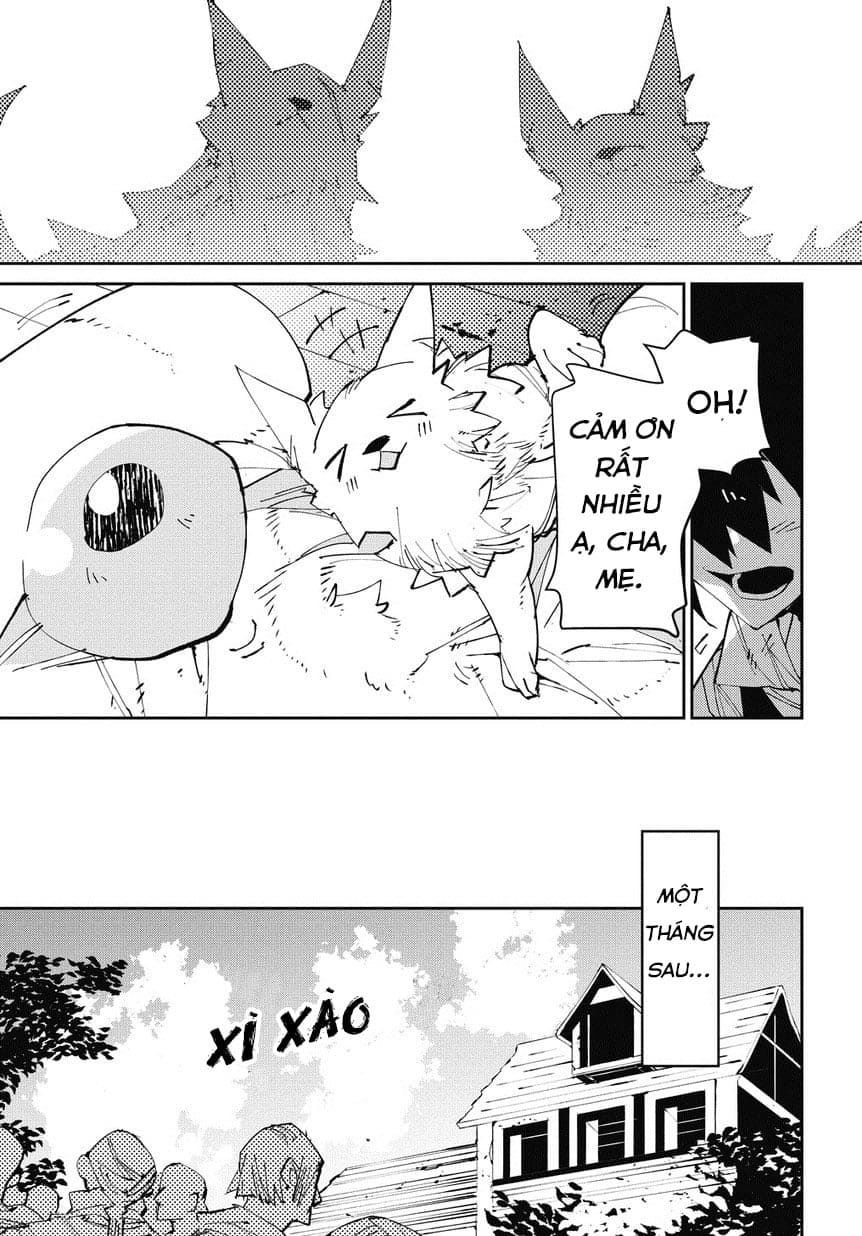 OH!
CẢM ƠN
RẤT
NHIỀU
Ạ, CHA,
MẸ.
MỘT
THÁNG
SAU...
XÌ XÀO